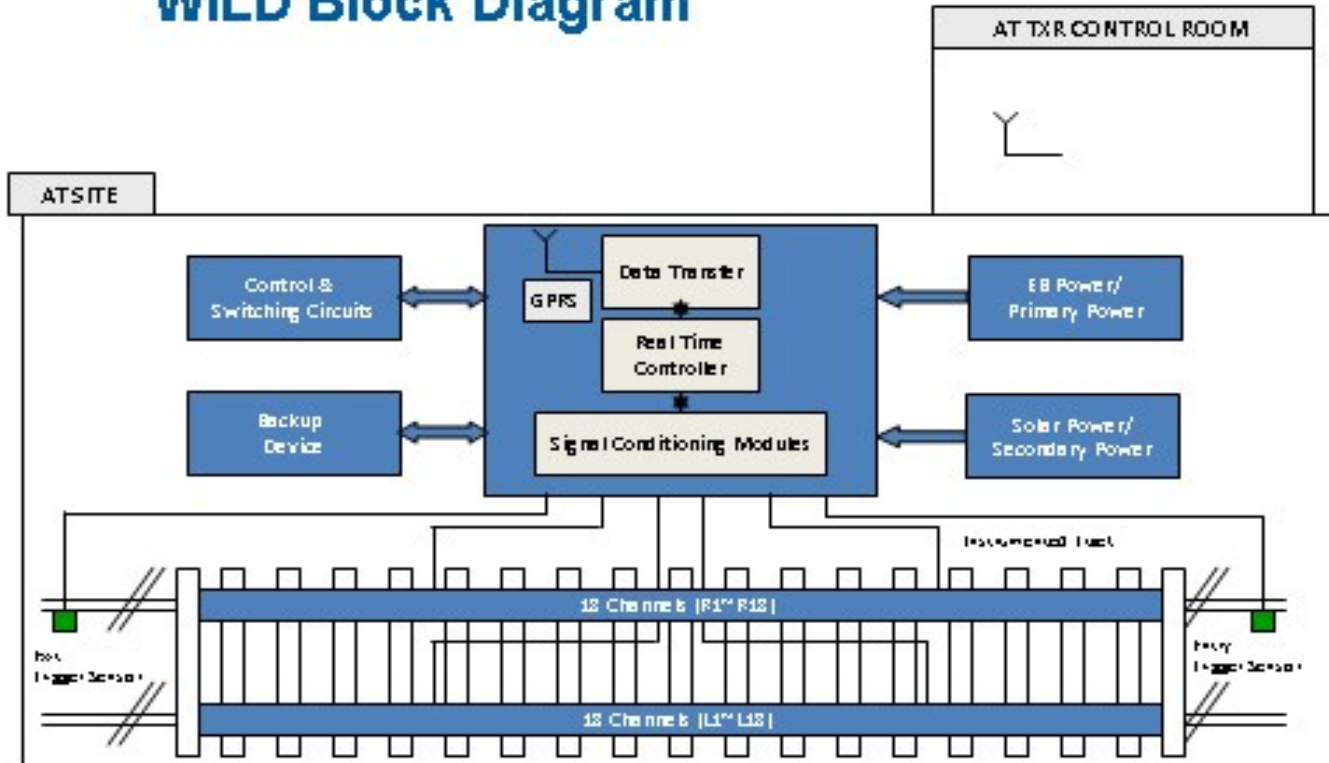 WILD Block Diagram
AT TXR CONTROL ROOM
AT SITE
Control &
Switching Circuits
Data Transfer
GPRS
EB Power/
Primary Power
Real Time
Controller
Backup
Device
Signal Conditioning Modules
Solar Power/
Secondary Power
Instrumented Track
18 Channels (R1~R18)
Exit
Trigger Sensor
Entry
Trigger Sensor
18 Channels (L1~L18)